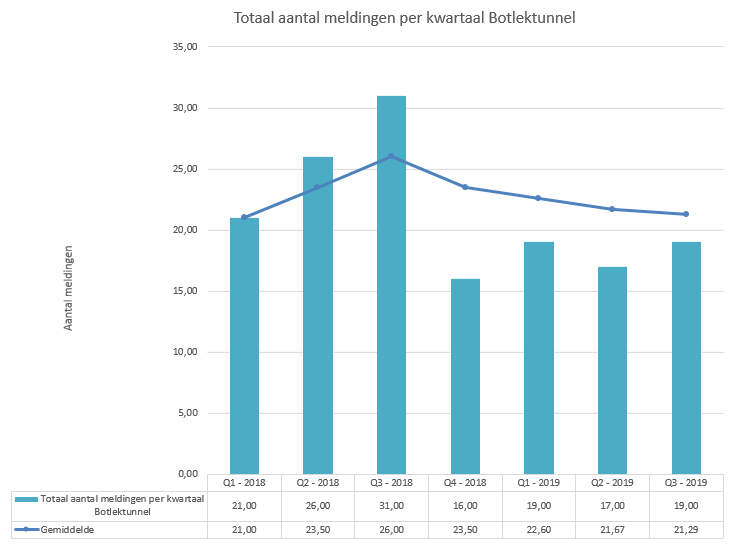 Totaal aantal meldingen per kwartaal Botlektunnel
35,00
30,00
25,00
20,00
15,00
10,00
5,00
0,00
Aantal meldingen
Q1 - 2018 Q2 - 2018 Q3 - 2018 Q4 - 2018 Q1 - 2019 Q2 - 2019 Q3 - 2019
Totaal aantal meldingen per kwartaal
Botlektunnel
21,00 26,00 31,00 16,00 19,00 17,00 19,00
Gemiddelde 21,00 23,50 26,00 23,50 22,60 21,67 21,29